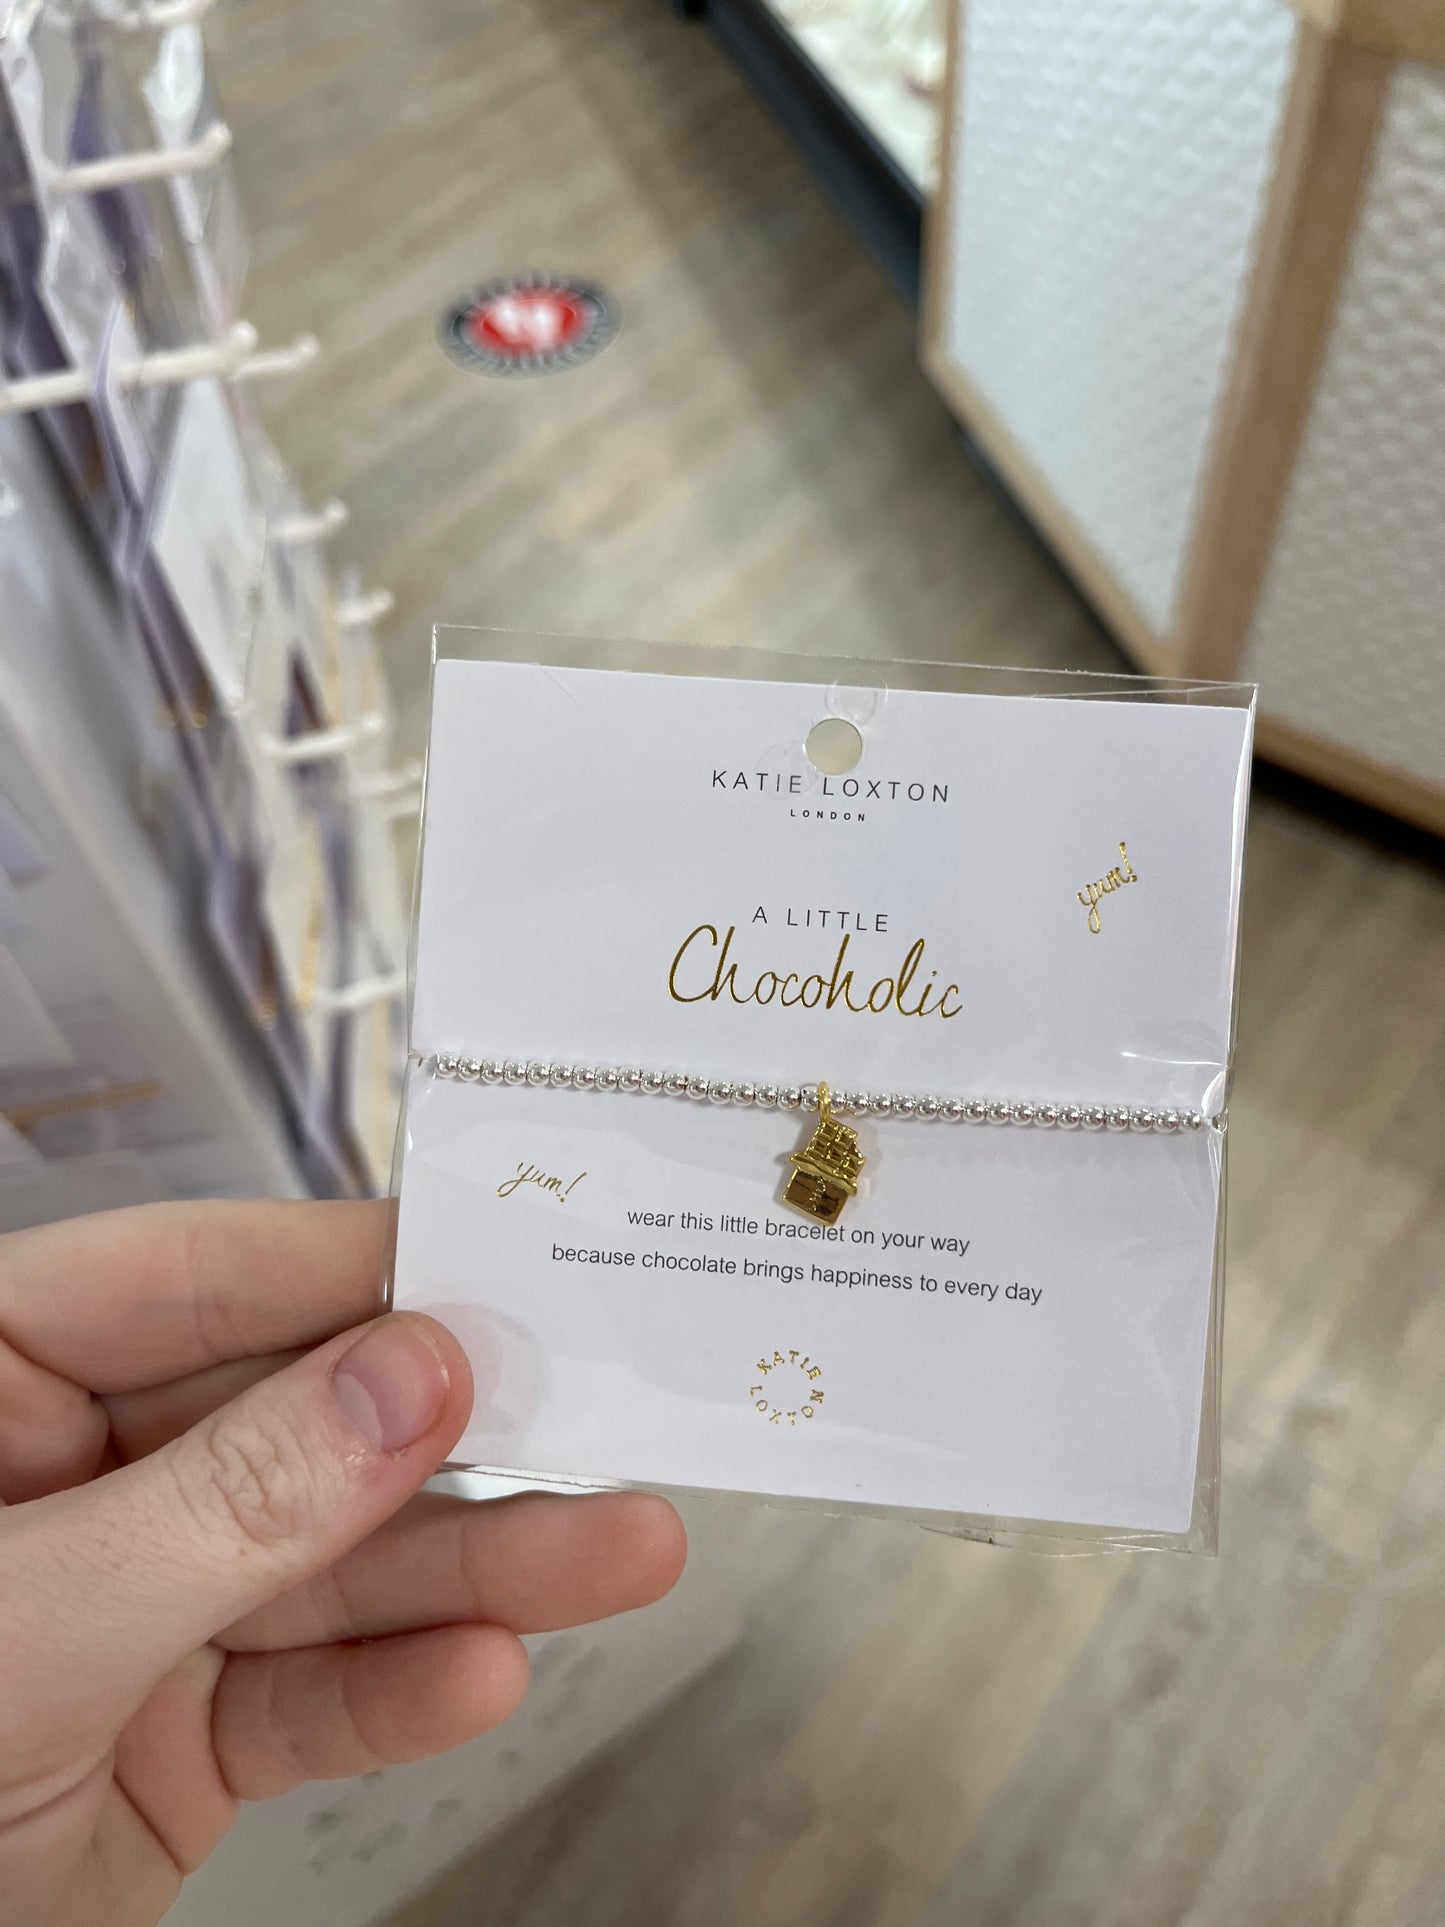 KATIE LOXTON
LONDON
yum!
A LITTLE
Chocoholic
yum!
wear this little bracelet on your way
because chocolate brings happiness to every day
KATIE LOXTON